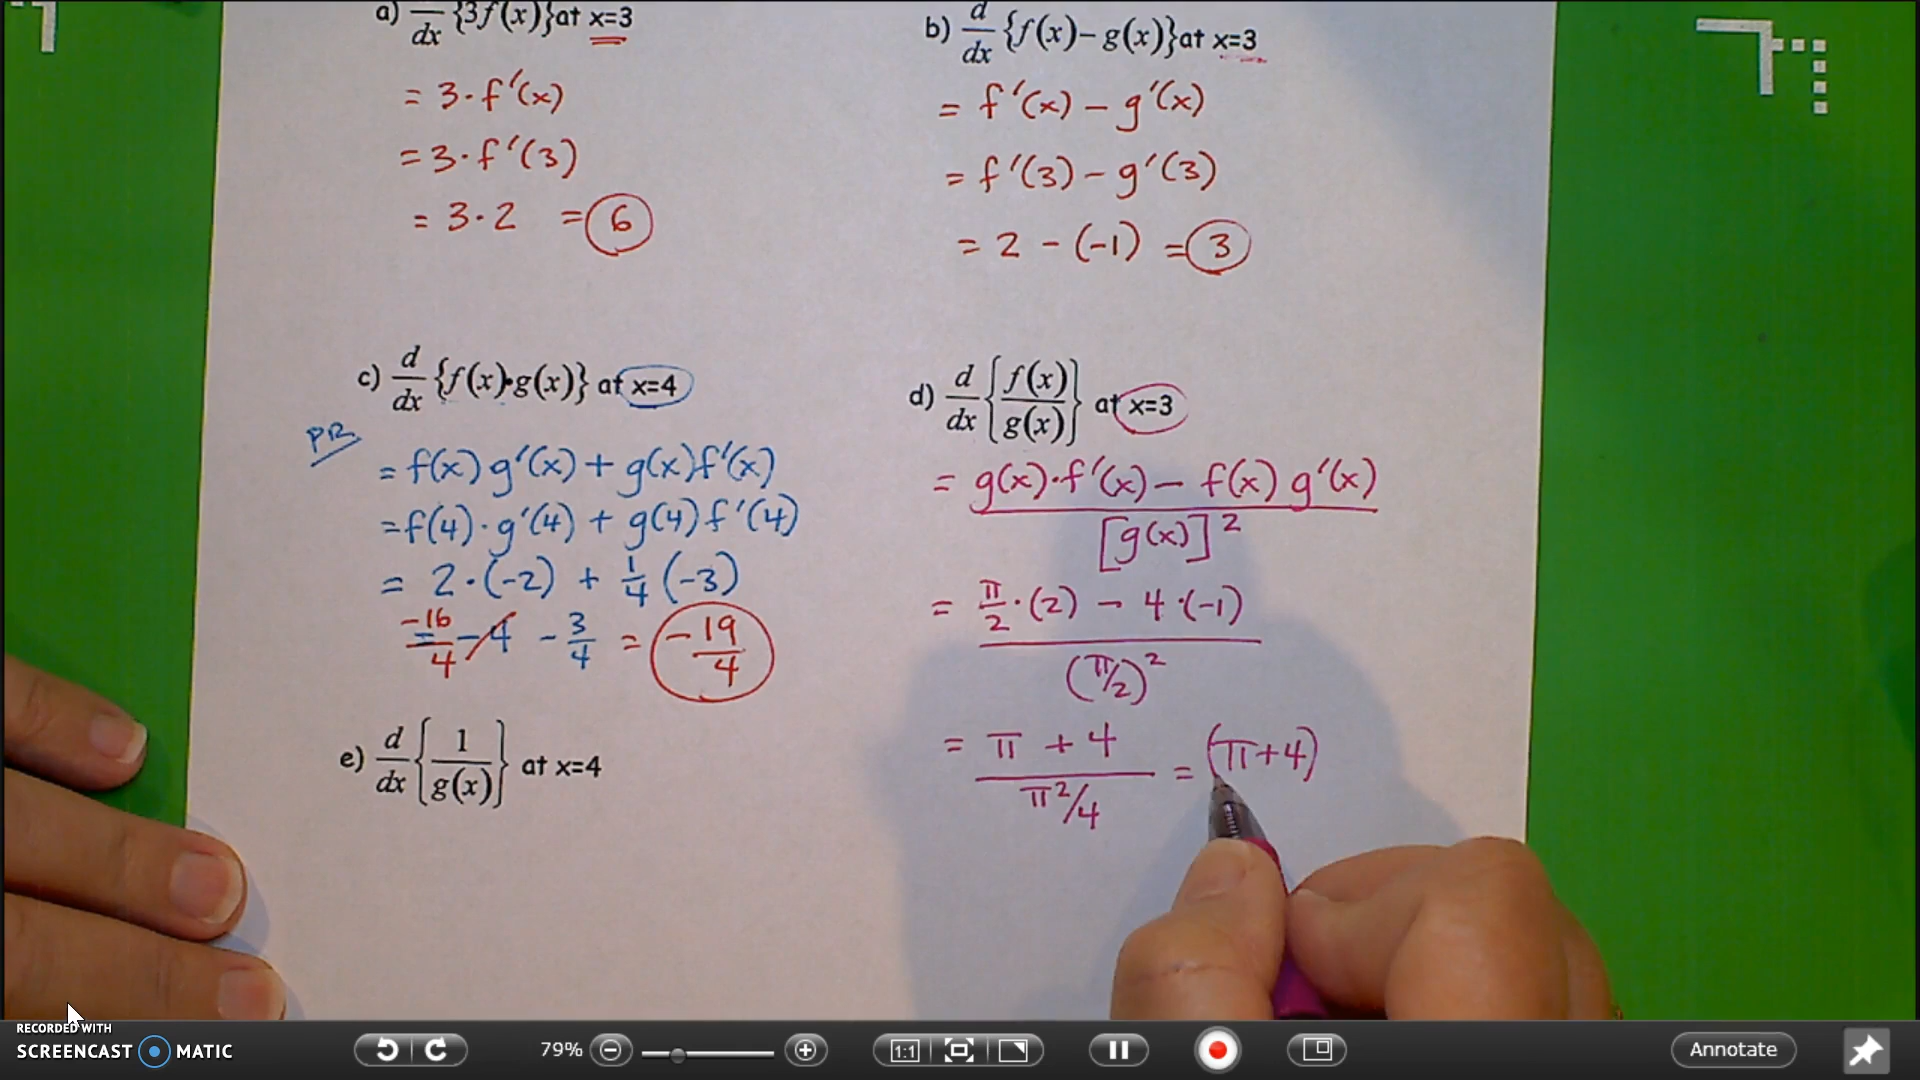 a) d/dx {3f(x)} at x=3
= 3·f'(x)
= 3·f'(3)
= 3·2 = 6
b) d/dx {f(x)-g(x)} at x=3
= f'(x) - g'(x)
= f'(3) - g'(3)
= 2 - (-1) = 3
c) d/dx {f(x)·g(x)} at x=4
PR
= f(x) g'(x) + g(x) f'(x)
= f(4)·g'(4) + g(4) f'(4)
= 2·(-2) + 1/4 (-3)
-16/4 = -4 - 3/4 = -19/4
d) d/dx {f(x)/g(x)} at x=3
= g(x)·f'(x) - f(x) g'(x)
[g(x)]²
= π/2·(2) - 4·(-1)
(π/2)²
= π + 4 = (π+4)
π²/4
e) d/dx {1/g(x)} at x=4
RECORDED WITH
SCREENCAST MATIC
79%
1:1
Annotate